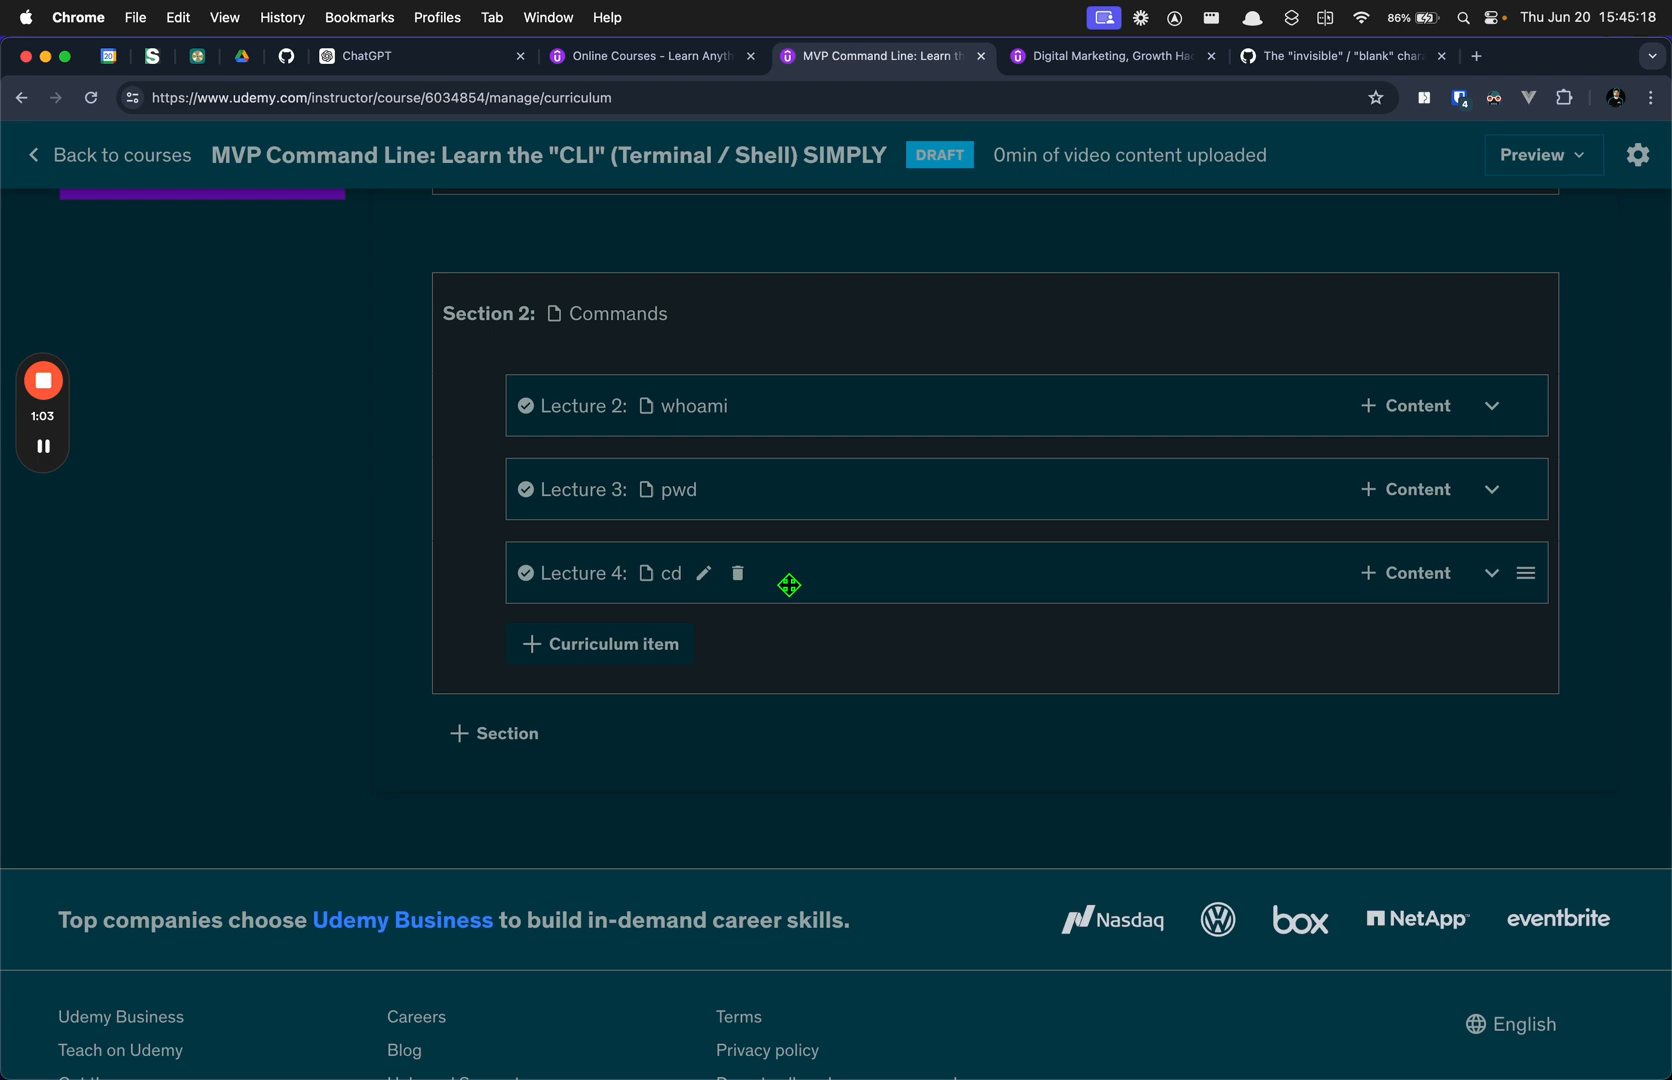 Chrome File Edit View History Bookmarks Profiles Tab Window Help 86% Thu Jun 20 15:45:18
20 ChatGPT Online Courses - Learn Anyth MVP Command Line: Learn th Digital Marketing, Growth Hac The "invisible" / "blank" chara
https://www.udemy.com/instructor/course/6034854/manage/curriculum 4
Back to courses MVP Command Line: Learn the "CLI" (Terminal / Shell) SIMPLY DRAFT 0min of video content uploaded Preview
Section 2: Commands
1:03
Lecture 2: whoami + Content
Lecture 3: pwd + Content
Lecture 4: cd + Content
+ Curriculum item
+ Section
Top companies choose Udemy Business to build in-demand career skills. Nasdaq box NetApp eventbrite
Udemy Business Careers Terms English
Teach on Udemy Blog Privacy policy